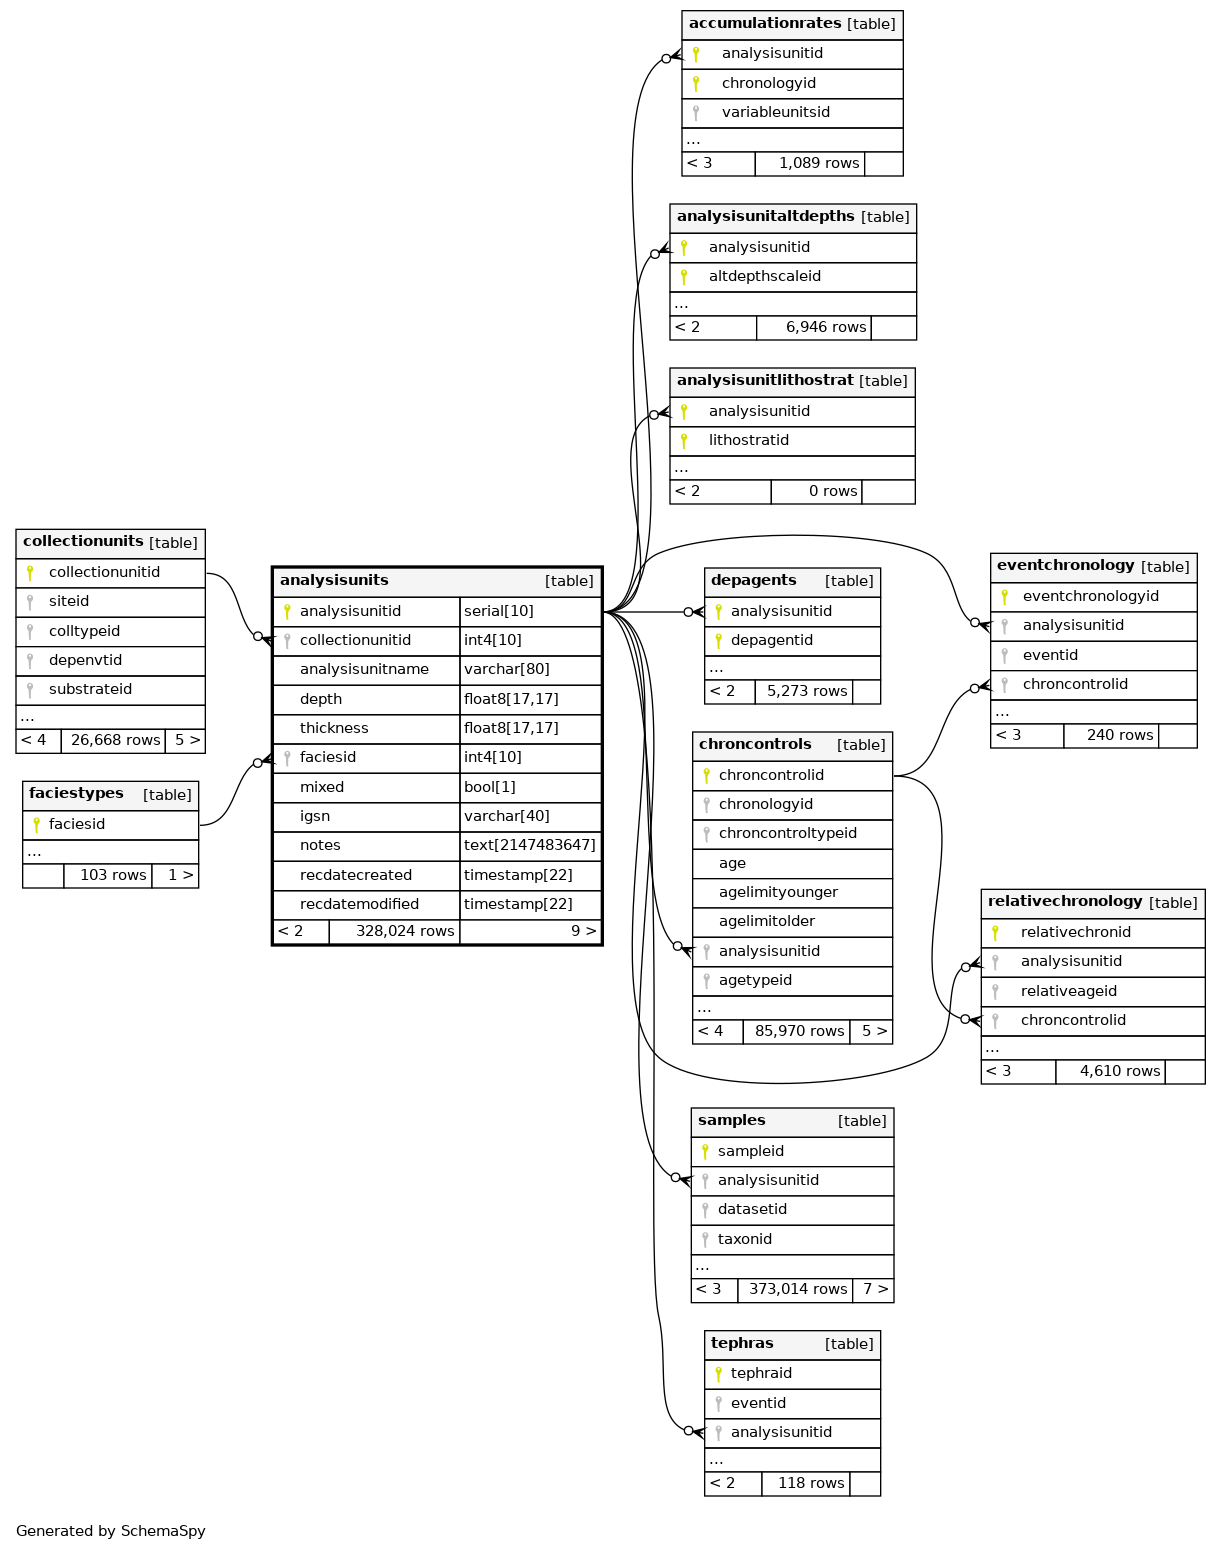 accumulationrates [table]
analysisunitid
chronologyid
variableunitsid
...
< 3 1,089 rows
analysisunitaltdepths [table]
analysisunitid
altdepthscaleid
...
< 2 6,946 rows
analysisunitlithostrat [table]
analysisunitid
lithostratid
...
< 2 0 rows
collectionunits [table]
collectionunitid
siteid
colltypeid
depenvtid
substrateid
...
< 4 26,668 rows 5 >
faciestypes [table]
faciesid
...
103 rows 1 >
analysisunits [table]
analysisunitid serial[10]
collectionunitid int4[10]
analysisunitname varchar[80]
depth float8[17,17]
thickness float8[17,17]
faciesid int4[10]
mixed bool[1]
igsn varchar[40]
notes text[2147483647]
recdatecreated timestamp[22]
recdatemodified timestamp[22]
< 2 328,024 rows 9 >
depagents [table]
analysisunitid
depagentid
...
< 2 5,273 rows
eventchronology [table]
eventchronologyid
analysisunitid
eventid
chroncontrolid
...
< 3 240 rows
chroncontrols [table]
chroncontrolid
chronologyid
chroncontroltypeid
age
agelimityounger
agelimitolder
analysisunitid
agetypeid
...
< 4 85,970 rows 5 >
relativechronology [table]
relativechronid
analysisunitid
relativeageid
chroncontrolid
...
< 3 4,610 rows
samples [table]
sampleid
analysisunitid
datasetid
taxonid
...
< 3 373,014 rows 7 >
tephras [table]
tephraid
eventid
analysisunitid
...
< 2 118 rows
Generated by SchemaSpy